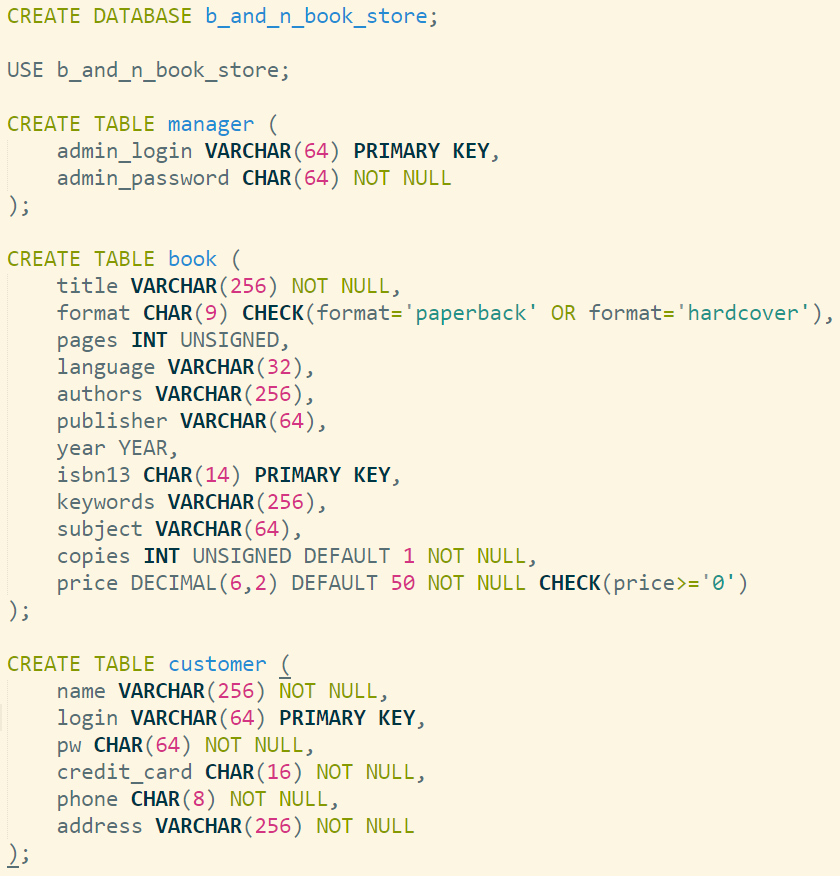 CREATE DATABASE b_and_n_book_store;

USE b_and_n_book_store;

CREATE TABLE manager (
    admin_login VARCHAR(64) PRIMARY KEY,
    admin_password CHAR(64) NOT NULL
);

CREATE TABLE book (
    title VARCHAR(256) NOT NULL,
    format CHAR(9) CHECK(format='paperback' OR format='hardcover'),
    pages INT UNSIGNED,
    language VARCHAR(32),
    authors VARCHAR(256),
    publisher VARCHAR(64),
    year YEAR,
    isbn13 CHAR(14) PRIMARY KEY,
    keywords VARCHAR(256),
    subject VARCHAR(64),
    copies INT UNSIGNED DEFAULT 1 NOT NULL,
    price DECIMAL(6,2) DEFAULT 50 NOT NULL CHECK(price>='0')
);

CREATE TABLE customer (
    name VARCHAR(256) NOT NULL,
    login VARCHAR(64) PRIMARY KEY,
    pw CHAR(64) NOT NULL,
    credit_card CHAR(16) NOT NULL,
    phone CHAR(8) NOT NULL,
    address VARCHAR(256) NOT NULL
);